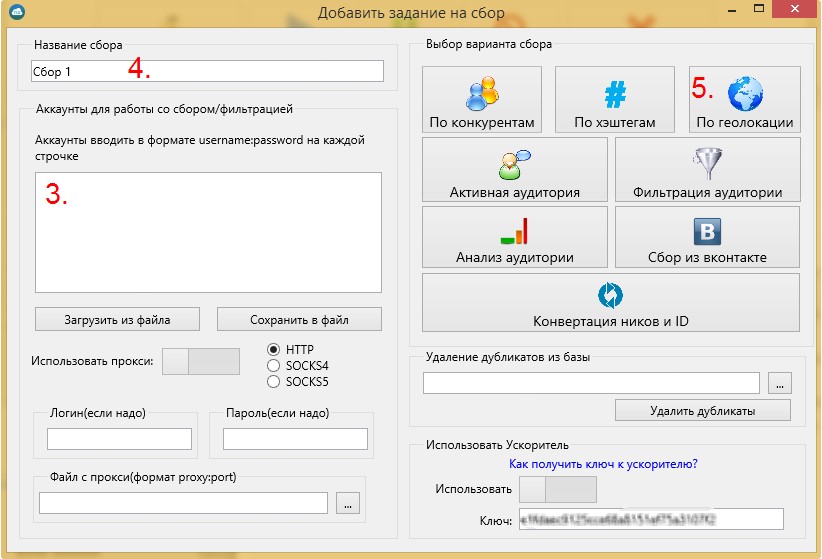 Добавить задание на сбор
Название сбора
Сбор 1
4.
Аккаунты для работы со сбором/фильтрацией
Аккаунты вводить в формате username:password на каждой
строчке
3.
Загрузить из файла
Сохранить в файл
Использовать прокси:
HTTP
SOCKS4
SOCKS5
Логин(если надо)
Пароль(если надо)
Файл с прокси(формат proxy:port)
...
Выбор варианта сбора
По конкурентам
#
По хэштегам
5.
По геолокации
Активная аудитория
Фильтрация аудитории
Анализ аудитории
B
Сбор из вконтакте
Конвертация ников и ID
Удаление дубликатов из базы
...
Удалить дубликаты
Использовать Ускоритель
Как получить ключ к ускорителю?
Использовать
Ключ: